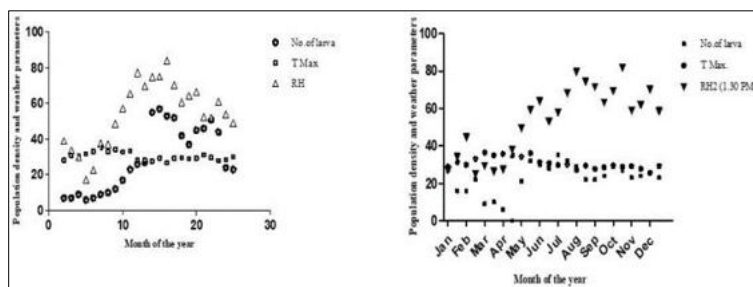 Population density and weather parameters
100
80
60
40
20
0
0
10
20
30
Month of the year
No.of larva
T Max
RH
Population density and weather parameters
100
80
60
40
20
0
Jan
Feb
Mar
Apr
May
Jun
Jul
Aug
Sep
Oct
Nov
Dec
Month of the year
No.of larva
T Max.
RH2 (1.30 PM)